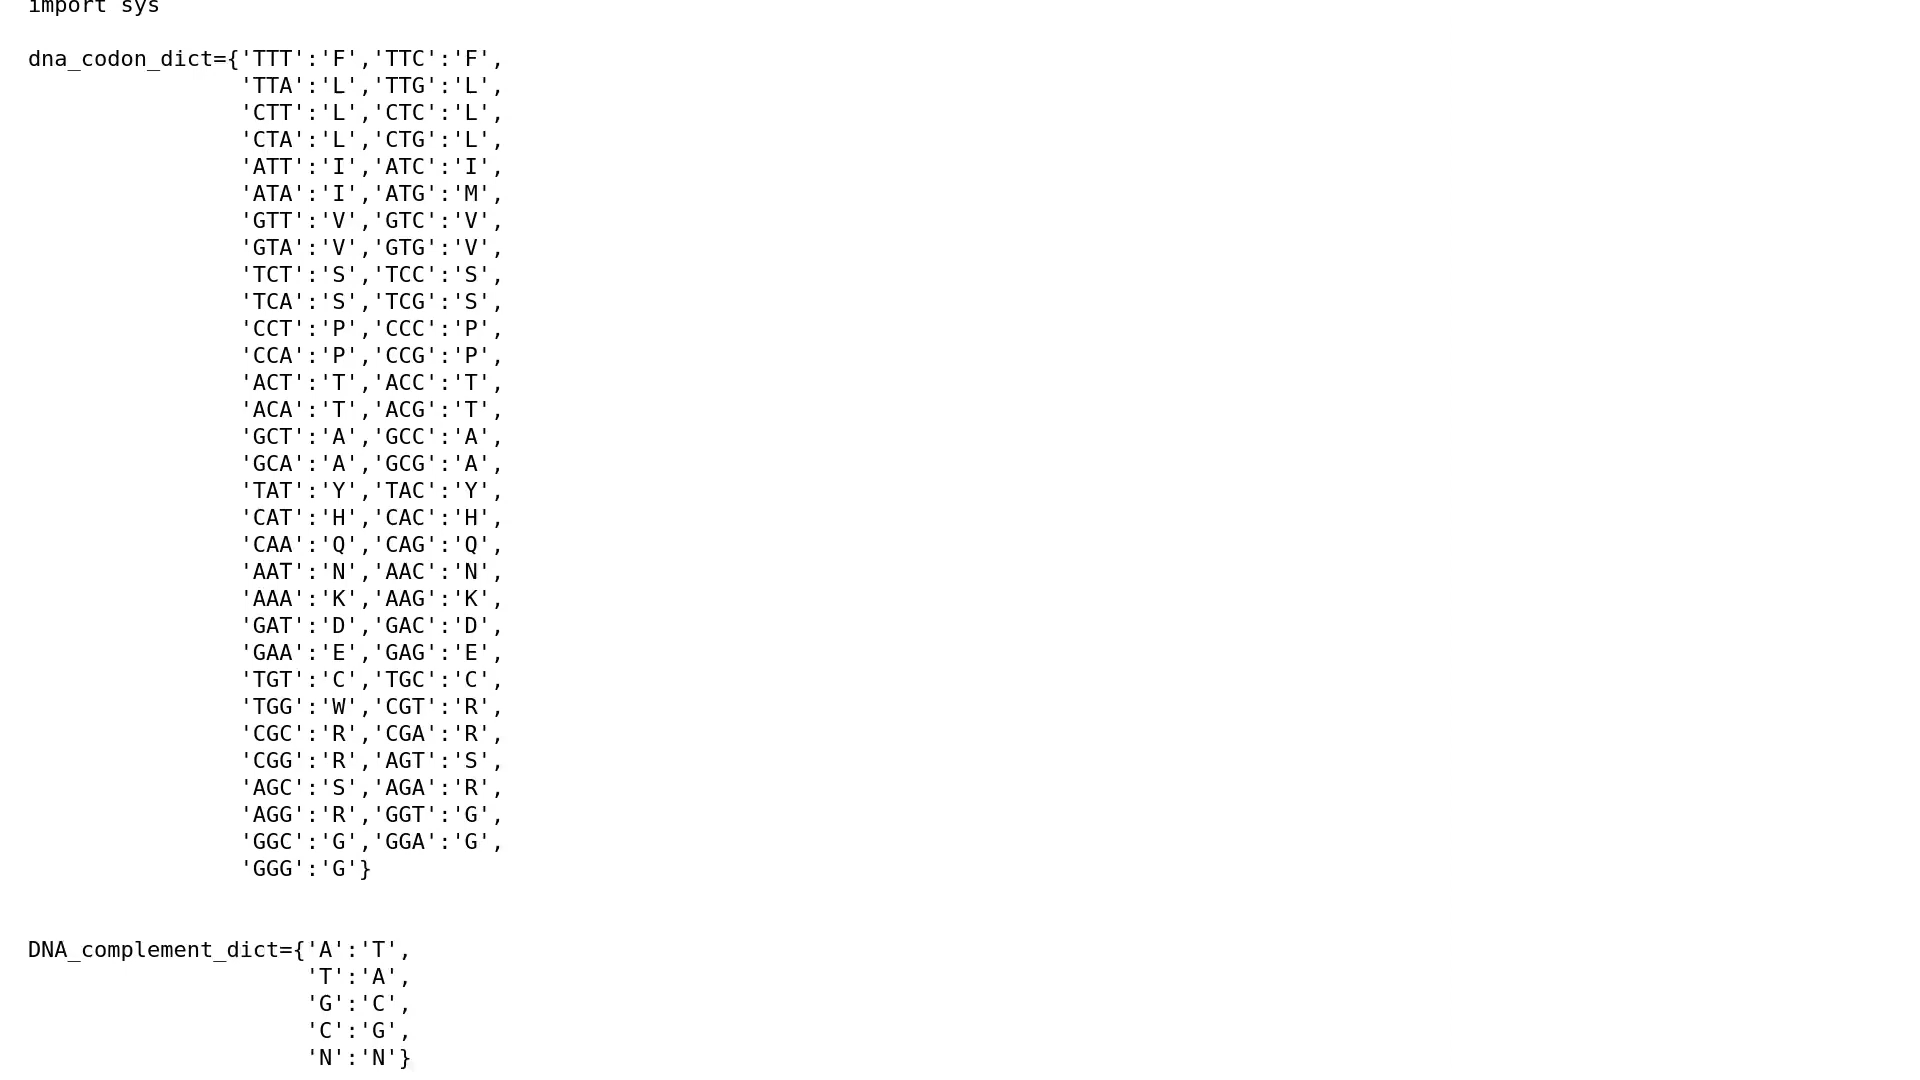 import sys
dna_codon_dict={'TTT':'F','TTC':'F',
'TTA':'L','TTG':'L',
'CTT':'L','CTC':'L',
'CTA':'L','CTG':'L',
'ATT':'I','ATC':'I',
'ATA':'I','ATG':'M',
'GTT':'V','GTC':'V',
'GTA':'V','GTG':'V',
'TCT':'S','TCC':'S',
'TCA':'S','TCG':'S',
'CCT':'P','CCC':'P',
'CCA':'P','CCG':'P',
'ACT':'T','ACC':'T',
'ACA':'T','ACG':'T',
'GCT':'A','GCC':'A',
'GCA':'A','GCG':'A',
'TAT':'Y','TAC':'Y',
'CAT':'H','CAC':'H',
'CAA':'Q','CAG':'Q',
'AAT':'N','AAC':'N',
'AAA':'K','AAG':'K',
'GAT':'D','GAC':'D',
'GAA':'E','GAG':'E',
'TGT':'C','TGC':'C',
'TGG':'W','CGT':'R',
'CGC':'R','CGA':'R',
'CGG':'R','AGT':'S',
'AGC':'S','AGA':'R',
'AGG':'R','GGT':'G',
'GGC':'G','GGA':'G',
'GGG':'G'}
DNA_complement_dict={'A':'T',
'T':'A',
'G':'C',
'C':'G',
'N':'N'}